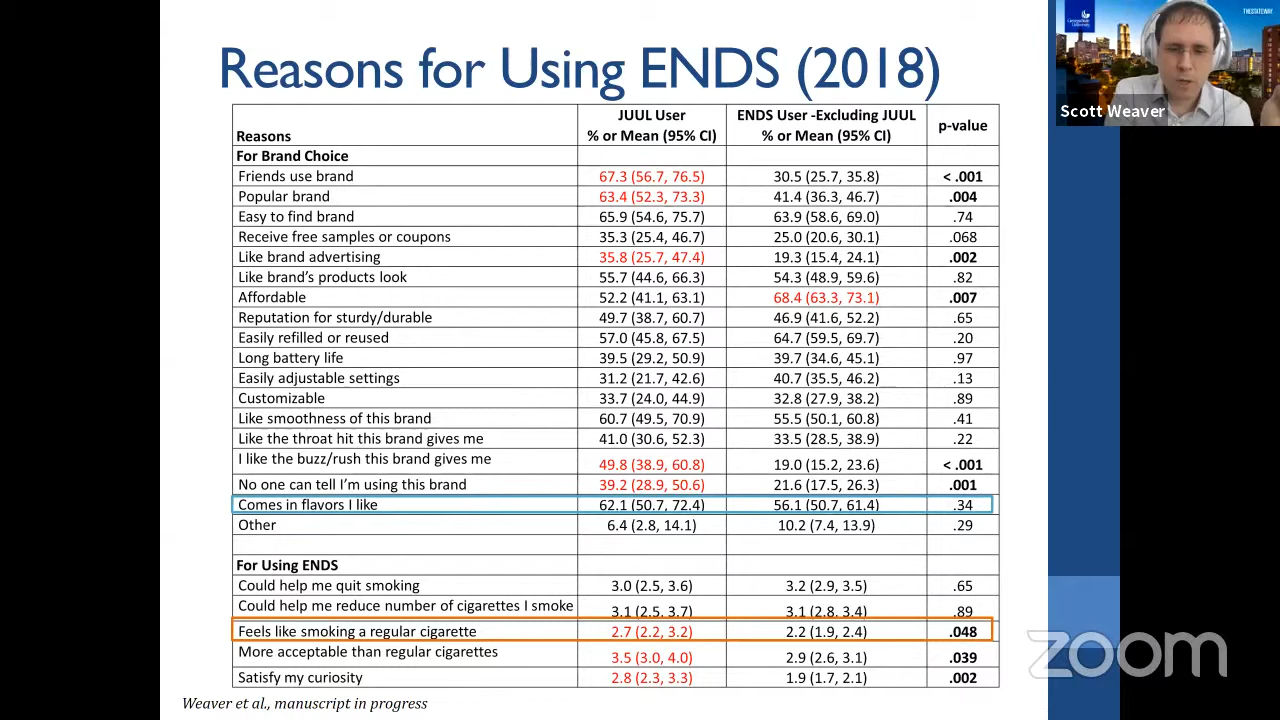 Reasons for Using ENDS (2018)
Reasons JUUL User % or Mean (95% CI) ENDS User -Excluding JUUL % or Mean (95% CI) p-value
For Brand Choice
Friends use brand 67.3 (56.7, 76.5) 30.5 (25.7, 35.8) < .001
Popular brand 63.4 (52.3, 73.3) 41.4 (36.3, 46.7) .004
Easy to find brand 65.9 (54.6, 75.7) 63.9 (58.6, 69.0) .74
Receive free samples or coupons 35.3 (25.4, 46.7) 25.0 (20.6, 30.1) .068
Like brand advertising 35.8 (25.7, 47.4) 19.3 (15.4, 24.1) .002
Like brand's products look 55.7 (44.6, 66.3) 54.3 (48.9, 59.6) .82
Affordable 52.2 (41.1, 63.1) 68.4 (63.3, 73.1) .007
Reputation for sturdy/durable 49.7 (38.7, 60.7) 46.9 (41.6, 52.2) .65
Easily refilled or reused 57.0 (45.8, 67.5) 64.7 (59.5, 69.7) .20
Long battery life 39.5 (29.2, 50.9) 39.7 (34.6, 45.1) .97
Easily adjustable settings 31.2 (21.7, 42.6) 40.7 (35.5, 46.2) .13
Customizable 33.7 (24.0, 44.9) 32.8 (27.9, 38.2) .89
Like smoothness of this brand 60.7 (49.5, 70.9) 55.5 (50.1, 60.8) .41
Like the throat hit this brand gives me 41.0 (30.6, 52.3) 33.5 (28.5, 38.9) .22
I like the buzz/rush this brand gives me 49.8 (38.9, 60.8) 19.0 (15.2, 23.6) < .001
No one can tell I'm using this brand 39.2 (28.9, 50.6) 21.6 (17.5, 26.3) .001
Comes in flavors I like 62.1 (50.7, 72.4) 56.1 (50.7, 61.4) .34
Other 6.4 (2.8, 14.1) 10.2 (7.4, 13.9) .29
For Using ENDS
Could help me quit smoking 3.0 (2.5, 3.6) 3.2 (2.9, 3.5) .65
Could help me reduce number of cigarettes I smoke 3.1 (2.5, 3.7) 3.1 (2.8, 3.4) .89
Feels like smoking a regular cigarette 2.7 (2.2, 3.2) 2.2 (1.9, 2.4) .048
More acceptable than regular cigarettes 3.5 (3.0, 4.0) 2.9 (2.6, 3.1) .039
Satisfy my curiosity 2.8 (2.3, 3.3) 1.9 (1.7, 2.1) .002
Weaver et al., manuscript in progress
THESTATEWAY
Scott Weaver
zoom